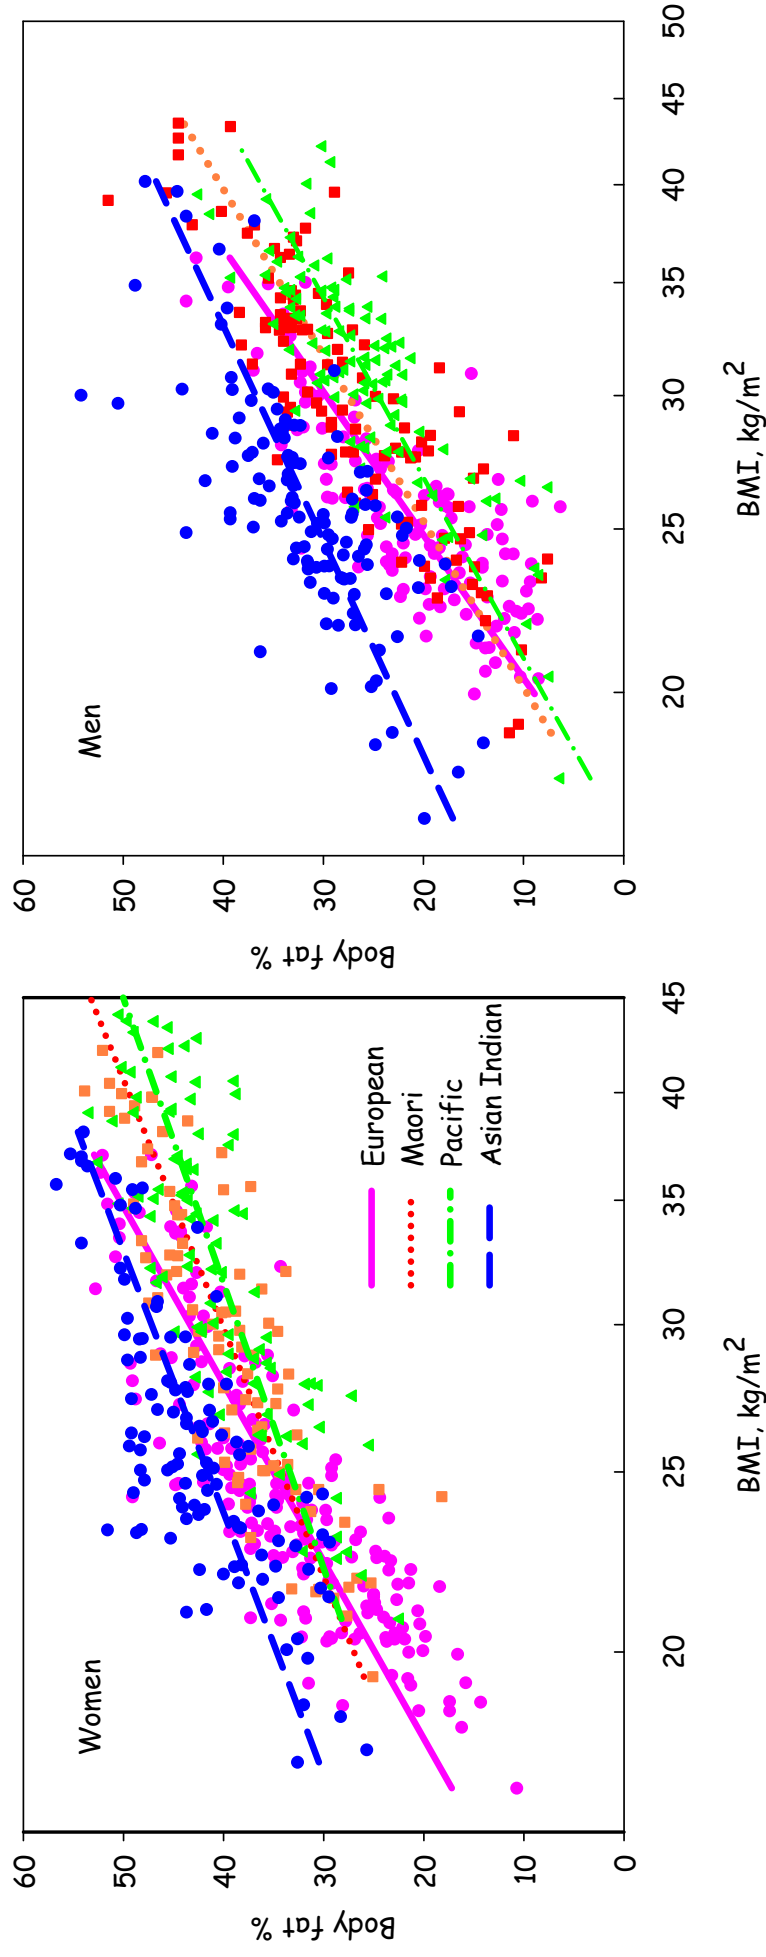 Women
Body fat %
60
50
40
30
20
10
0
20
25
30
35
40
45
BMI, kg/m2
European
Maori
Pacific
Asian Indian
Men
Body fat %
60
50
40
30
20
10
0
20
25
30
35
40
45
50
BMI, kg/m2